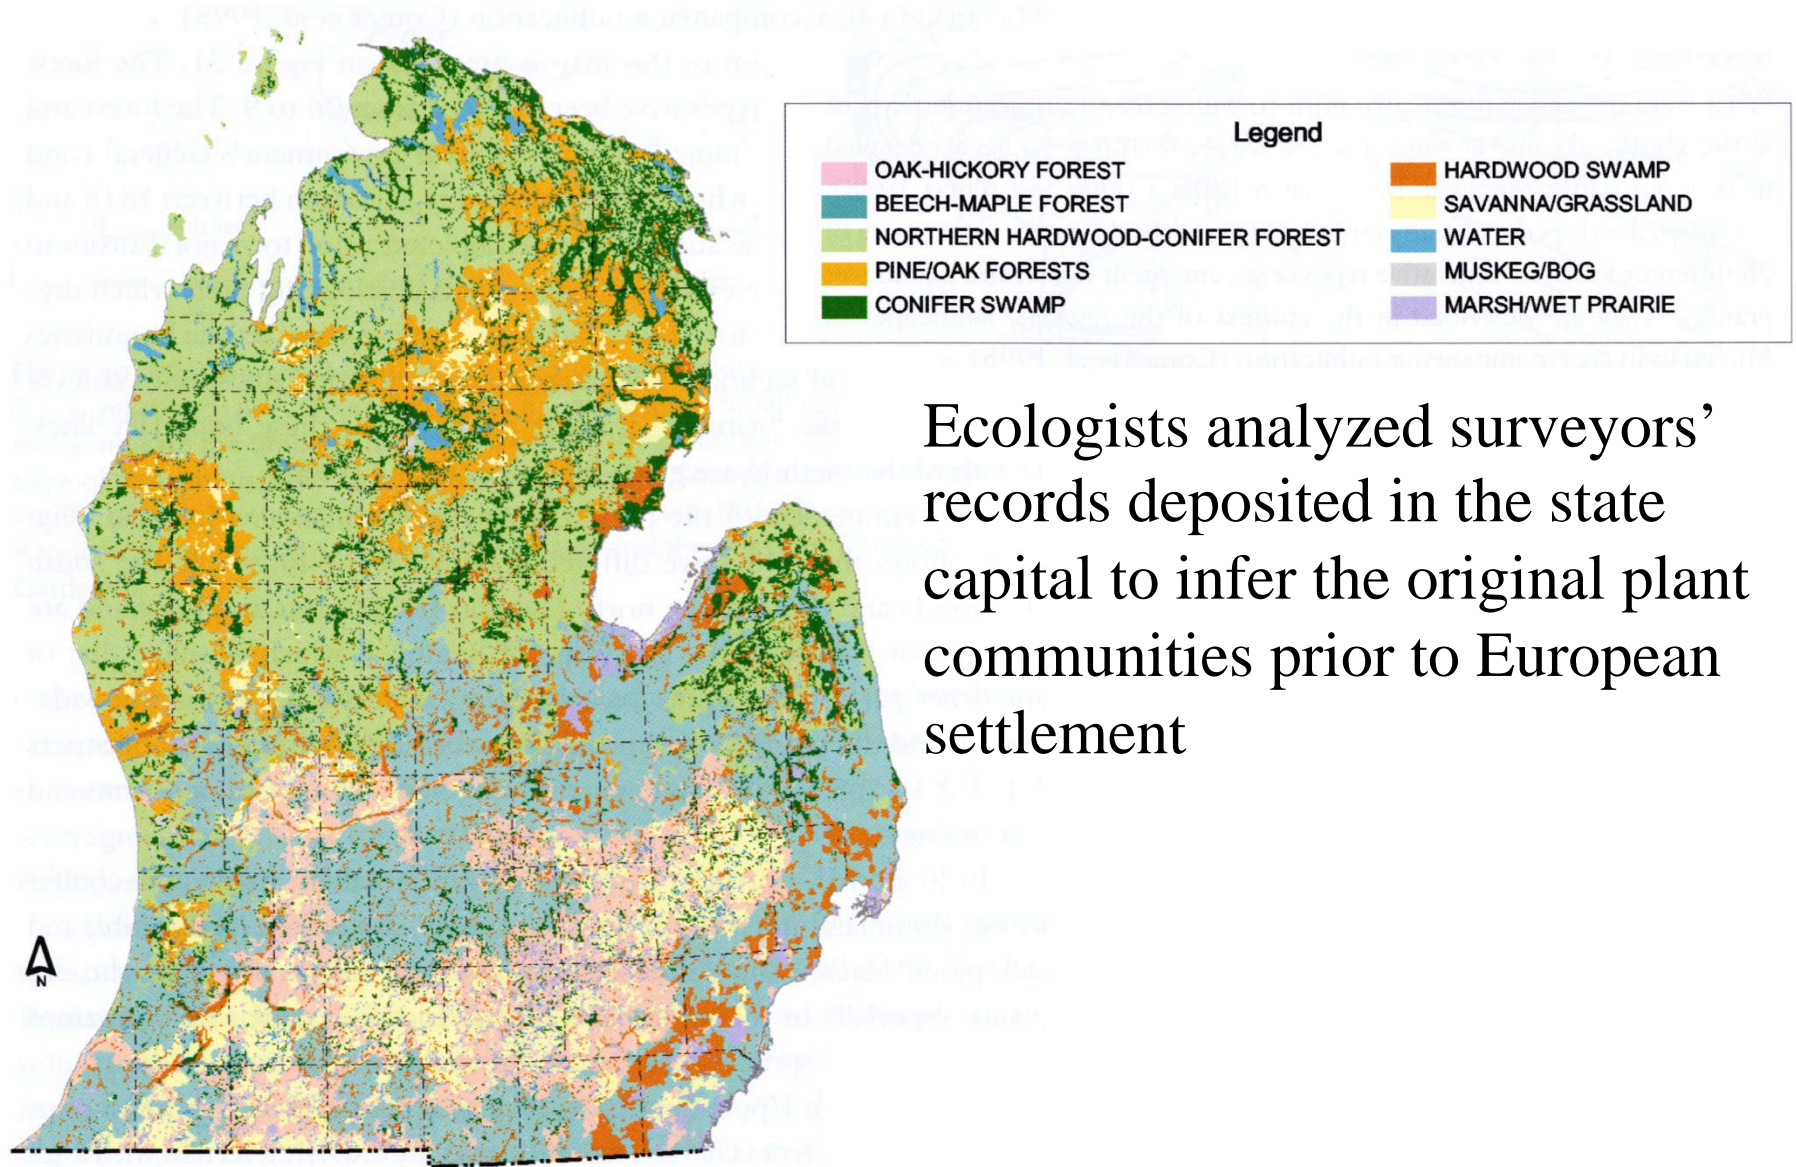 Legend
OAK-HICKORY FOREST
BEECH-MAPLE FOREST
NORTHERN HARDWOOD-CONIFER FOREST
PINE/OAK FORESTS
CONIFER SWAMP
HARDWOOD SWAMP
SAVANNA/GRASSLAND
WATER
MUSKEG/BOG
MARSH/WET PRAIRIE
Ecologists analyzed surveyors’
records deposited in the state
capital to infer the original plant
communities prior to European
settlement
N